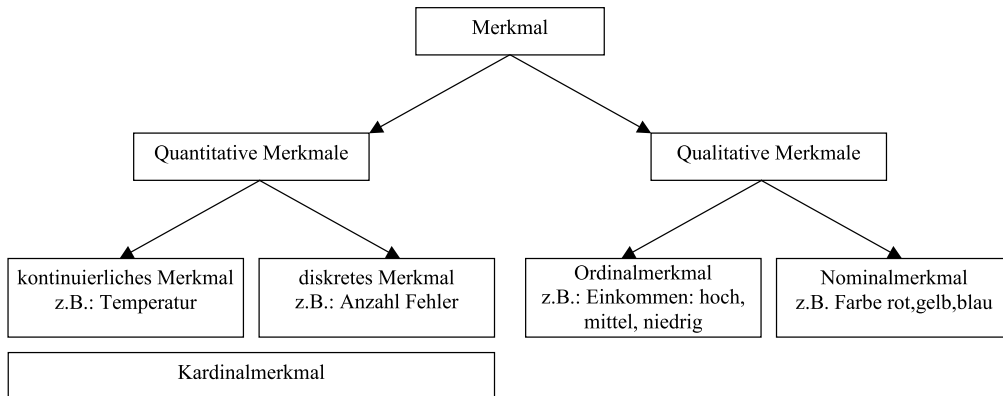 Merkmal
Quantitative Merkmale
Qualitative Merkmale
kontinuierliches Merkmal
z.B.: Temperatur
diskretes Merkmal
z.B.: Anzahl Fehler
Ordinalmerkmal
z.B.: Einkommen: hoch,
mittel, niedrig
Nominalmerkmal
z.B. Farbe rot,gelb,blau
Kardinalmerkmal